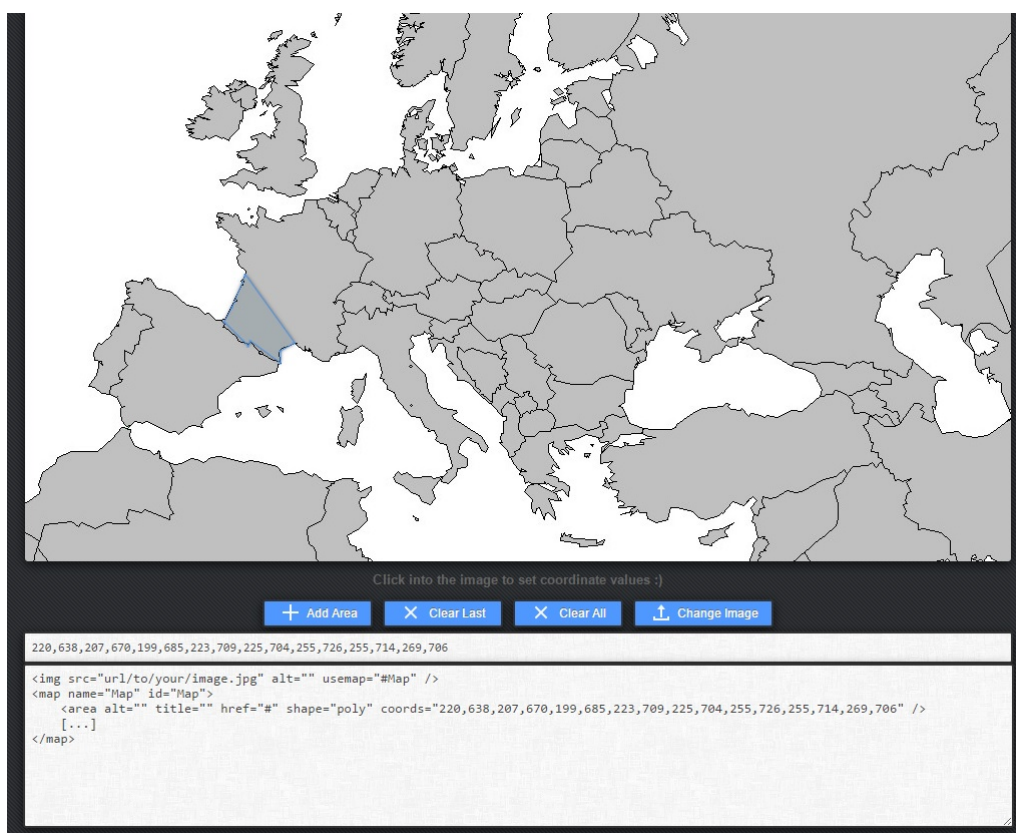 Click into the image to set coordinate values :)
Add Area Clear Last Clear All Change Image
220,638,207,670,199,685,223,709,225,704,255,726,255,714,269,706
<img src="url/to/your/image.jpg" alt="" usemap="#Map" />
<map name="Map" id="Map">
    <area alt="" title="" href="#" shape="poly" coords="220,638,207,670,199,685,223,709,225,704,255,726,255,714,269,706" />
    [...]
</map>